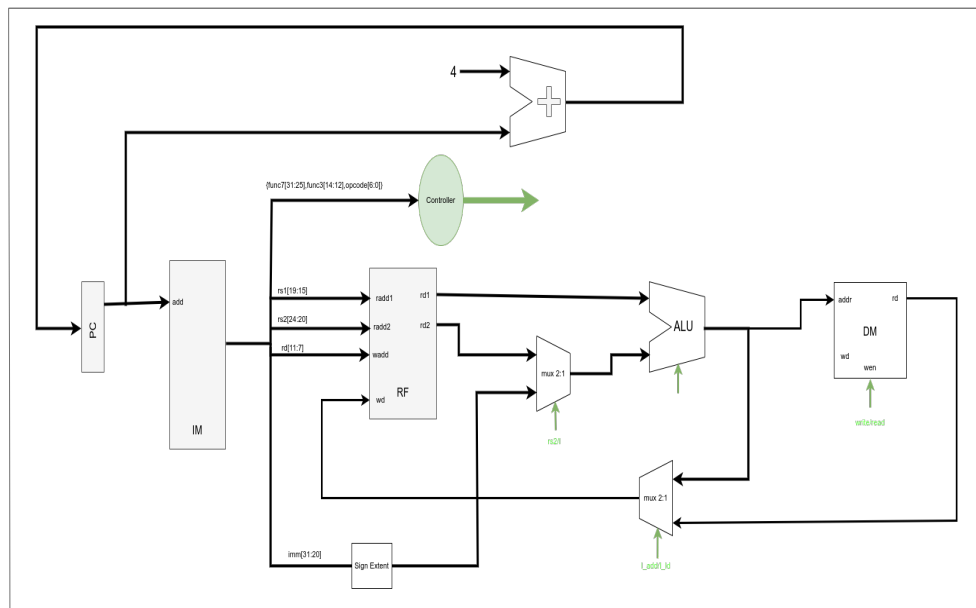 4
{func7[31:25],func3[14:12],opcode[6:0]}
Controller
PC
add
IM
rs1[19:15]
rs2[24:20]
rd[11:7]
radd1
radd2
wadd
wd
RF
rd1
rd2
mux 2:1
rs2/I
ALU
addr
rd
DM
wd
wen
write/read
mux 2:1
imm[31:20]
Sign Extent